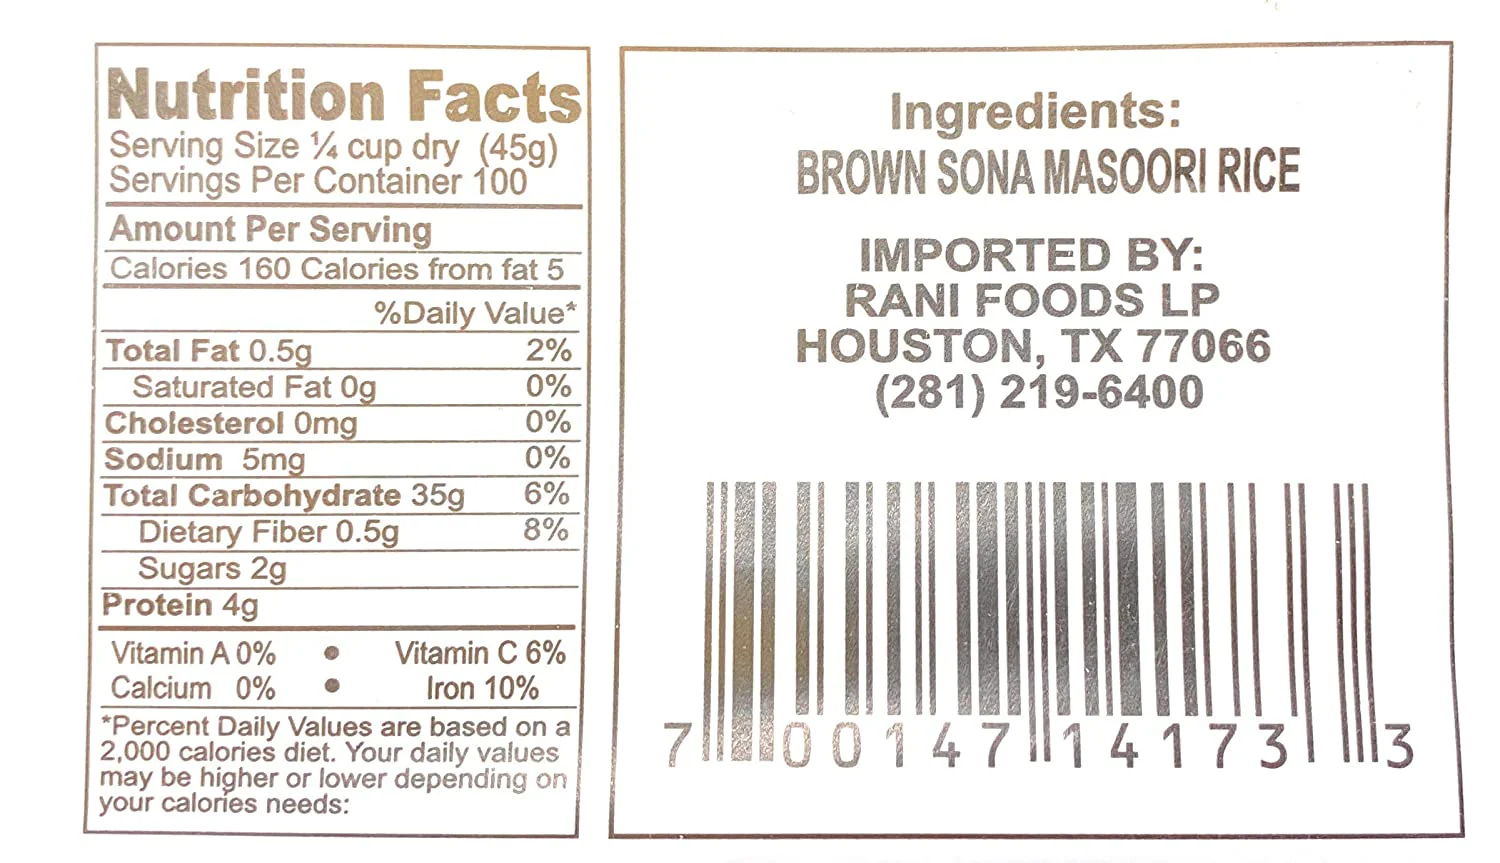 Nutrition Facts
Serving Size ¼ cup dry (45g)
Servings Per Container 100
Amount Per Serving
Calories 160 Calories from fat 5
%Daily Value*
Total Fat 0.5g 2%
Saturated Fat 0g 0%
Cholesterol 0mg 0%
Sodium 5mg 0%
Total Carbohydrate 35g 6%
Dietary Fiber 0.5g 8%
Sugars 2g
Protein 4g
Vitamin A 0% • Vitamin C 6%
Calcium 0% • Iron 10%
*Percent Daily Values are based on a
2,000 calories diet. Your daily values
may be higher or lower depending on
your calories needs:
Ingredients:
BROWN SONA MASOORI RICE
IMPORTED BY:
RANI FOODS LP
HOUSTON, TX 77066
(281) 219-6400
7 00147 14173 3